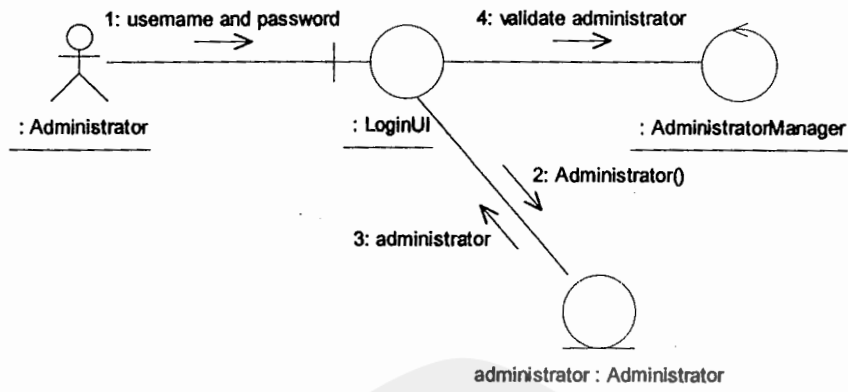 1: username and password
4: validate administrator
: Administrator
: LoginUI
: AdministratorManager
2: Administrator()
3: administrator
administrator : Administrator